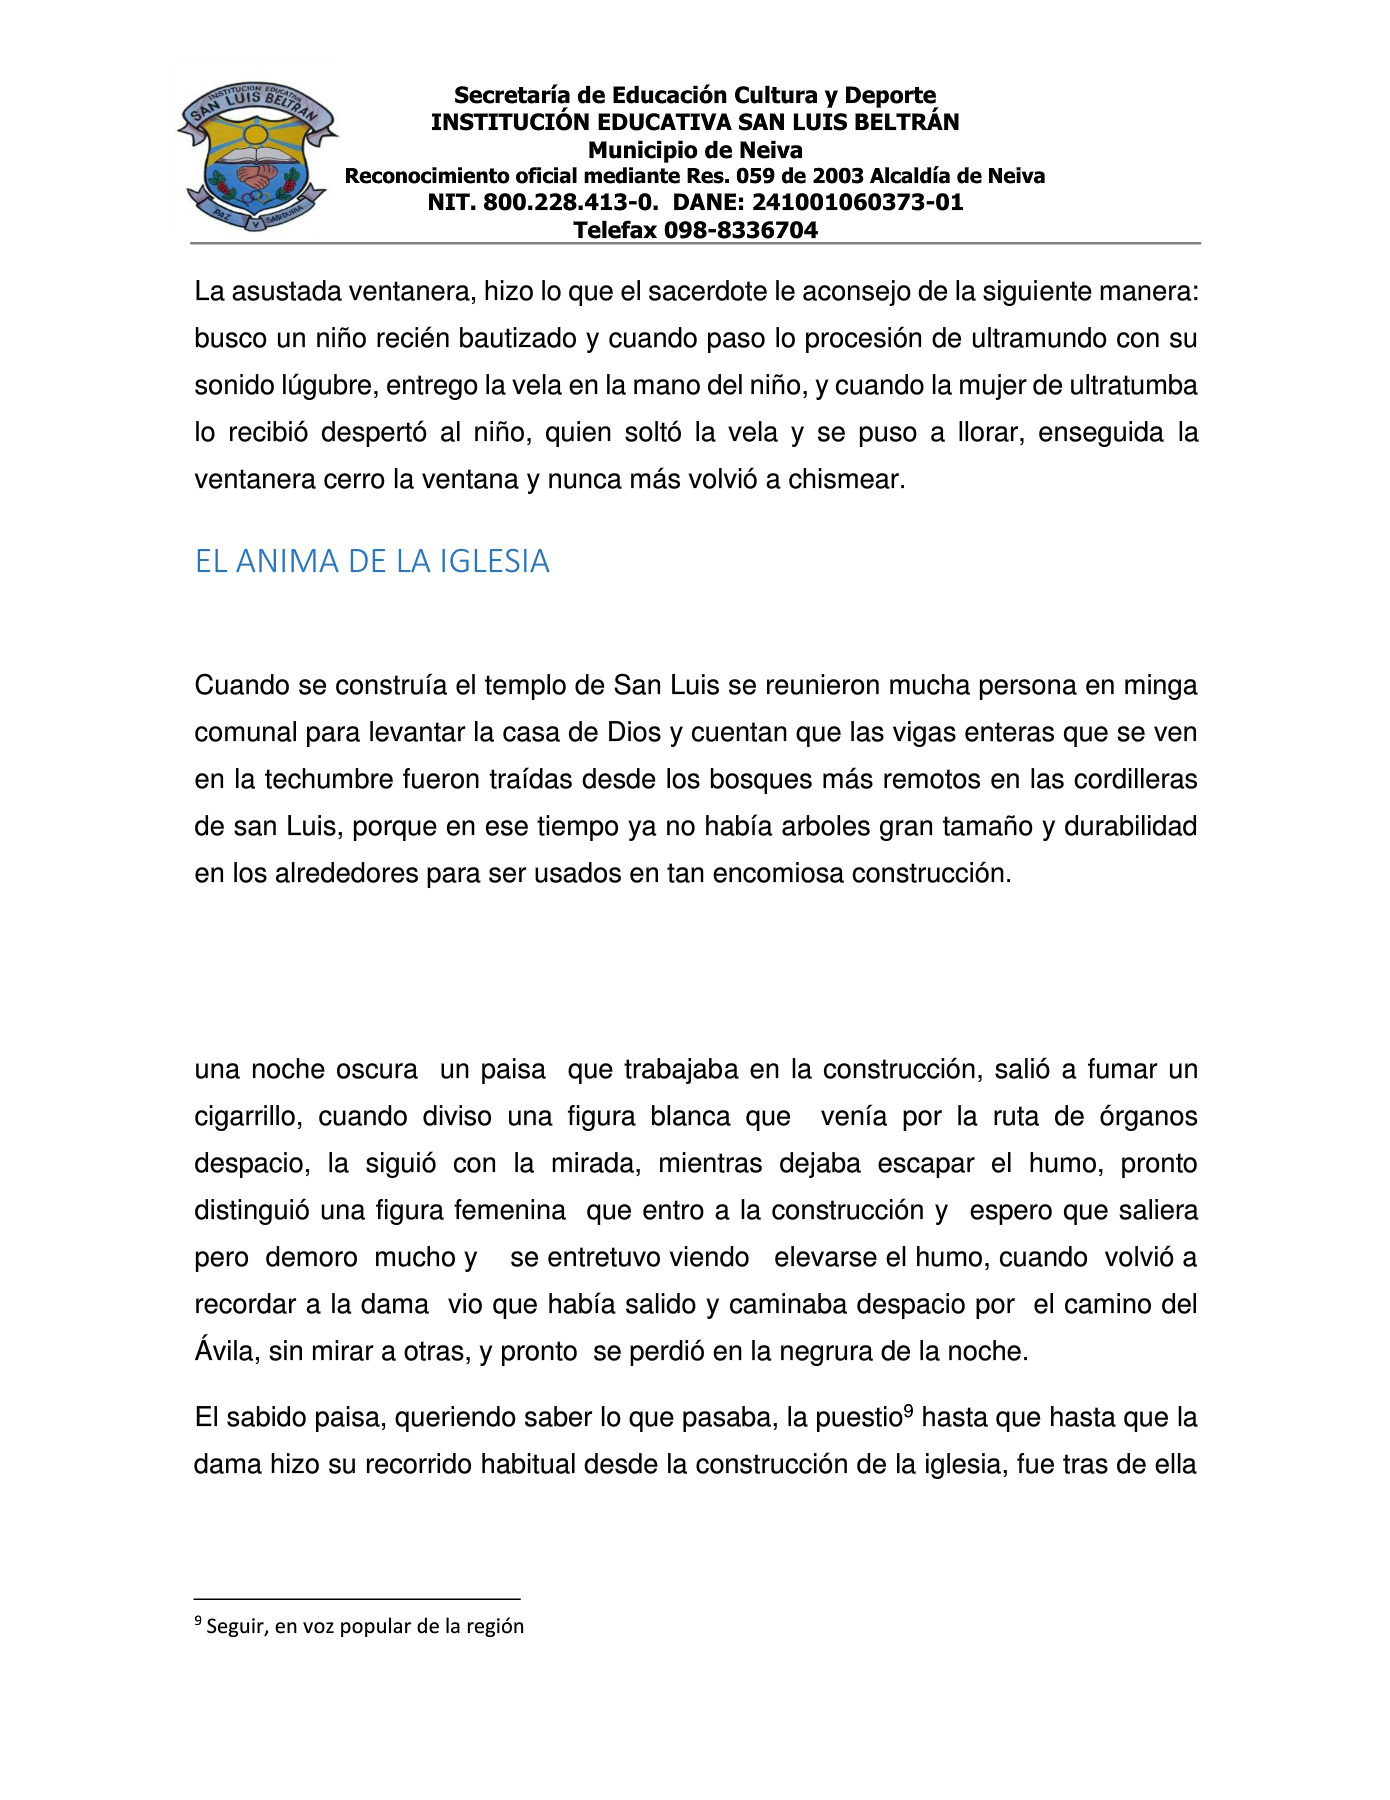 INSTITUCION EDUCATIVA
SAN LUIS BELTRAN
PAZ Y SABIDURIA
Secretaría de Educación Cultura y Deporte
INSTITUCIÓN EDUCATIVA SAN LUIS BELTRÁN
Municipio de Neiva
Reconocimiento oficial mediante Res. 059 de 2003 Alcaldía de Neiva
NIT. 800.228.413-0.  DANE: 241001060373-01
Telefax 098-8336704
La asustada ventanera, hizo lo que el sacerdote le aconsejo de la siguiente manera:
busco un niño recién bautizado y cuando paso lo procesión de ultramundo con su
sonido lúgubre, entrego la vela en la mano del niño, y cuando la mujer de ultratumba
lo recibió despertó al niño, quien soltó la vela y se puso a llorar, enseguida la
ventanera cerro la ventana y nunca más volvió a chismear.
EL ANIMA DE LA IGLESIA
Cuando se construía el templo de San Luis se reunieron mucha persona en minga
comunal para levantar la casa de Dios y cuentan que las vigas enteras que se ven
en la techumbre fueron traídas desde los bosques más remotos en las cordilleras
de san Luis, porque en ese tiempo ya no había arboles gran tamaño y durabilidad
en los alrededores para ser usados en tan encomiosa construcción.
una noche oscura  un paisa  que trabajaba en la construcción, salió a fumar un
cigarrillo, cuando diviso una figura blanca que  venía por la ruta de órganos
despacio, la siguió con la mirada, mientras dejaba escapar el humo, pronto
distinguió una figura femenina  que entro a la construcción y  espero que saliera
pero  demoro  mucho y   se entretuvo viendo  elevarse el humo, cuando  volvió a
recordar a la dama  vio que había salido y caminaba despacio por  el camino del
Ávila, sin mirar a otras, y pronto  se perdió en la negrura de la noche.
El sabido paisa, queriendo saber lo que pasaba, la puestio⁹ hasta que hasta que la
dama hizo su recorrido habitual desde la construcción de la iglesia, fue tras de ella
⁹ Seguir, en voz popular de la región